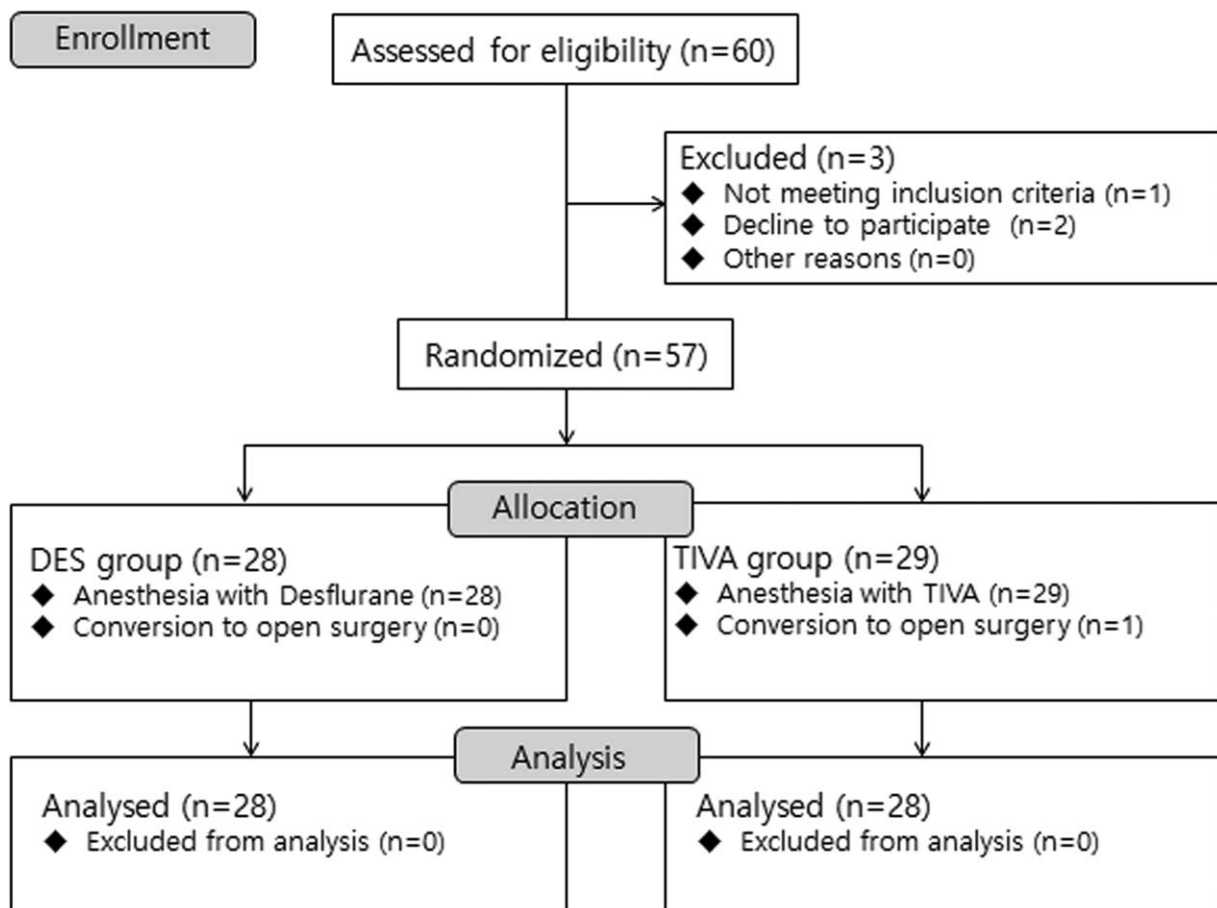 Enrollment
Assessed for eligibility (n=60)
Excluded (n=3)
◆ Not meeting inclusion criteria (n=1)
◆ Decline to participate (n=2)
◆ Other reasons (n=0)
Randomized (n=57)
Allocation
DES group (n=28)
◆ Anesthesia with Desflurane (n=28)
◆ Conversion to open surgery (n=0)
TIVA group (n=29)
◆ Anesthesia with TIVA (n=29)
◆ Conversion to open surgery (n=1)
Analysis
Analysed (n=28)
◆ Excluded from analysis (n=0)
Analysed (n=28)
◆ Excluded from analysis (n=0)